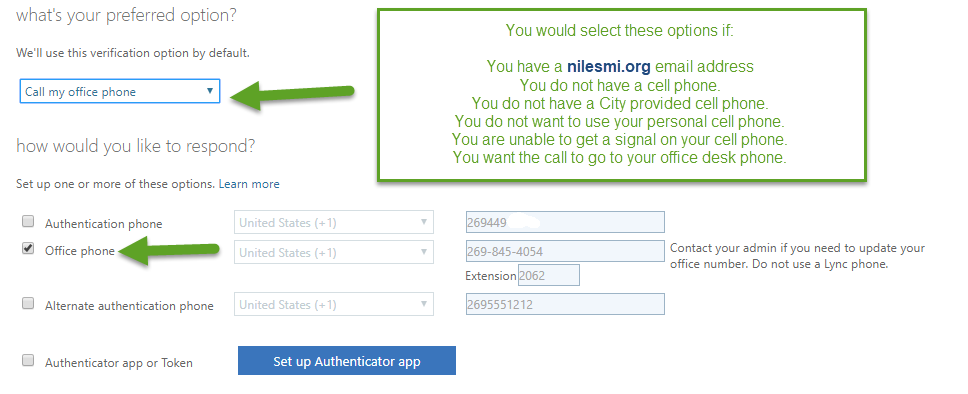 what's your preferred option?
We'll use this verification option by default.
Call my office phone
You would select these options if:
You have a nilesmi.org email address
You do not have a cell phone.
You do not have a City provided cell phone.
You do not want to use your personal cell phone.
You are unable to get a signal on your cell phone.
You want the call to go to your office desk phone.
how would you like to respond?
Set up one or more of these options. Learn more
Authentication phone United States (+1) 269449
Office phone United States (+1) 269-845-4054 Contact your admin if you need to update your
office number. Do not use a Lync phone.
Extension 2062
Alternate authentication phone United States (+1) 2695551212
Authenticator app or Token Set up Authenticator app